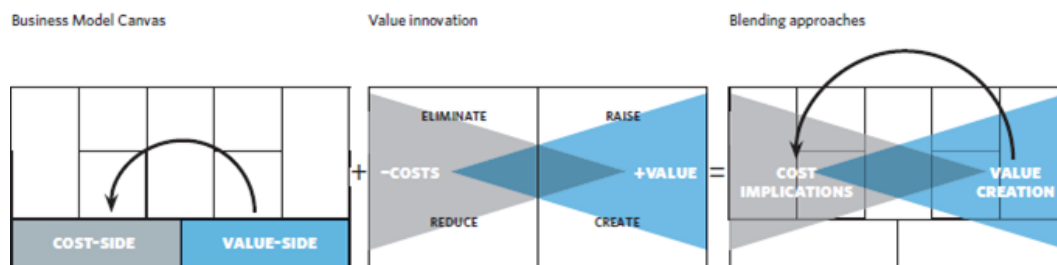 Business Model Canvas
Value innovation
Blending approaches
ELIMINATE
RAISE
–COSTS
+VALUE
REDUCE
CREATE
COST-SIDE
VALUE-SIDE
+
=
COST
IMPLICATIONS
VALUE
CREATION